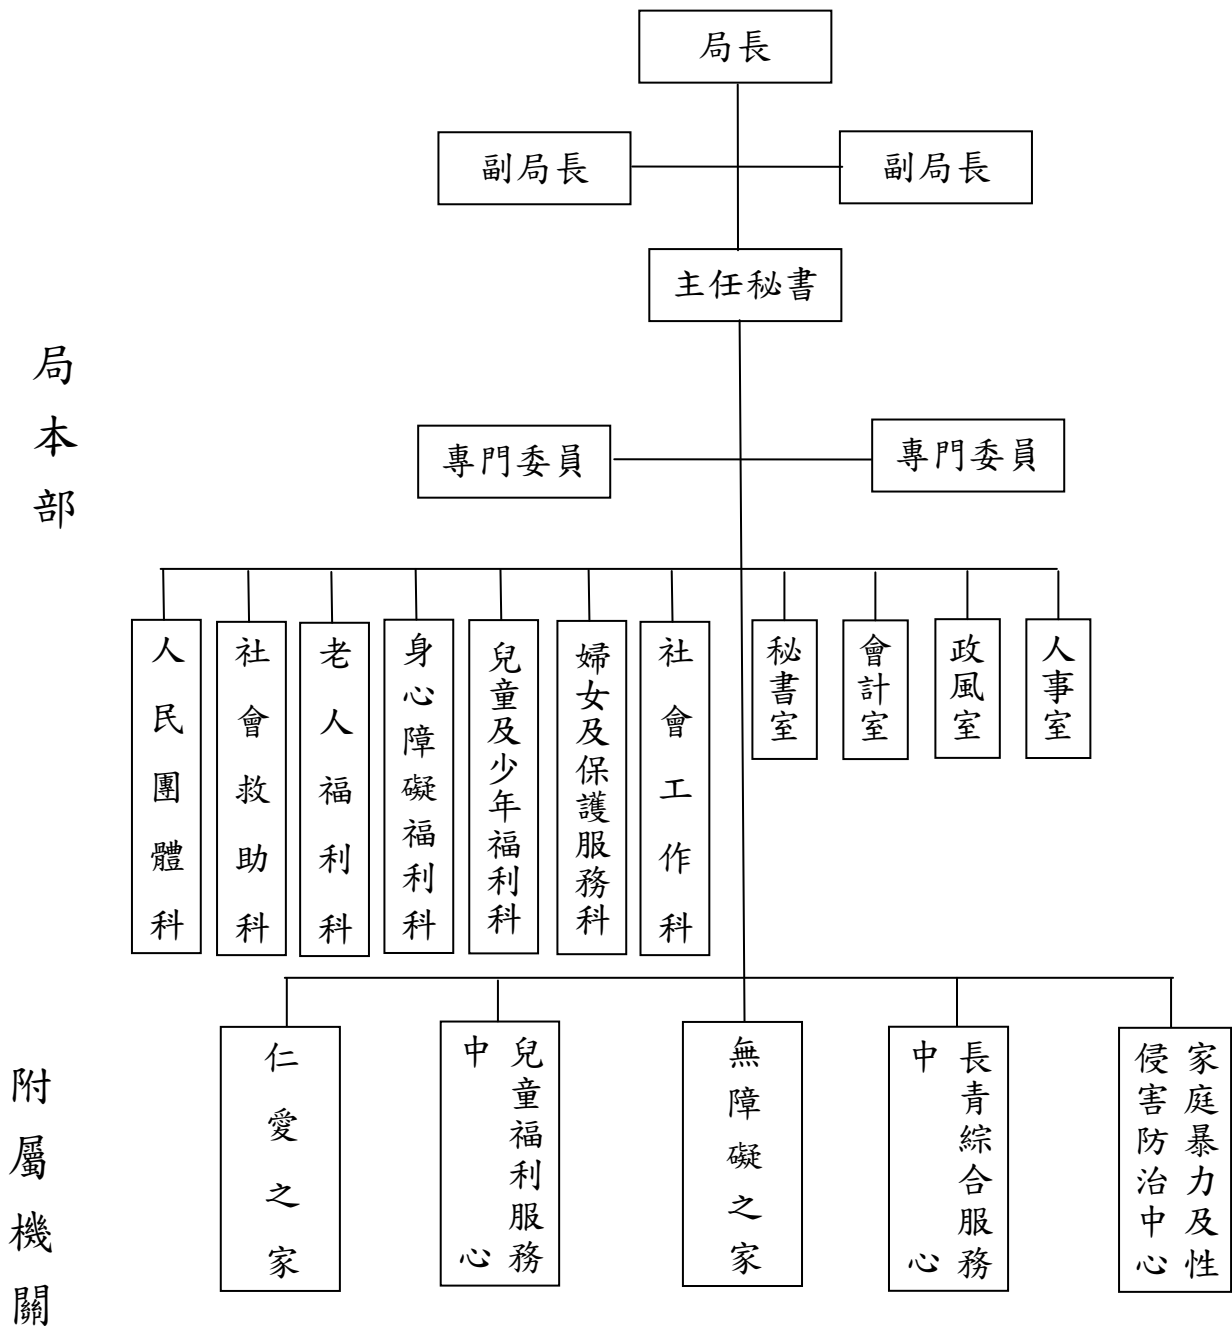 局長
副局長
副局長
主任秘書
局本部
專門委員
專門委員
人民團體科
社會救助科
老人福利科
身心障礙福利科
兒童及少年福利科
婦女及保護服務科
社會工作科
秘書室
會計室
政風室
人事室
附屬機關
仁愛之家
兒童福利服務
中心
無障礙之家
長青綜合服務
中心
家庭暴力及性
侵害防治中心